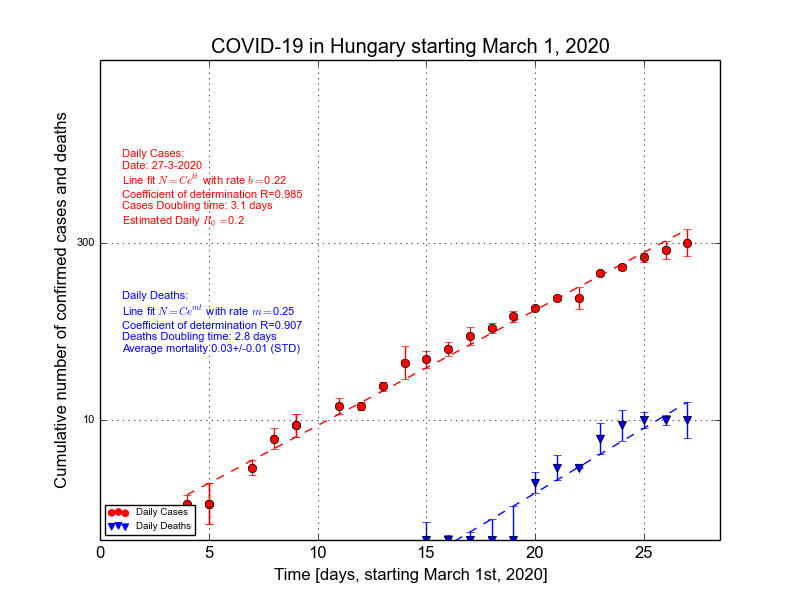 COVID-19 in Hungary starting March 1, 2020
Cumulative number of confirmed cases and deaths
Daily Cases:
Date: 27-3-2020
Line fit N = Ce^{bt} with rate b = 0.22
Coefficient of determination R=0.985
Cases Doubling time: 3.1 days
Estimated Daily R_0 = 0.2
300
Daily Deaths:
Line fit N = Ce^{mt} with rate m = 0.25
Coefficient of determination R=0.907
Deaths Doubling time: 2.8 days
Average mortality:0.03+/-0.01 (STD)
10
Daily Cases
Daily Deaths
0 5 10 15 20 25
Time [days, starting March 1st, 2020]